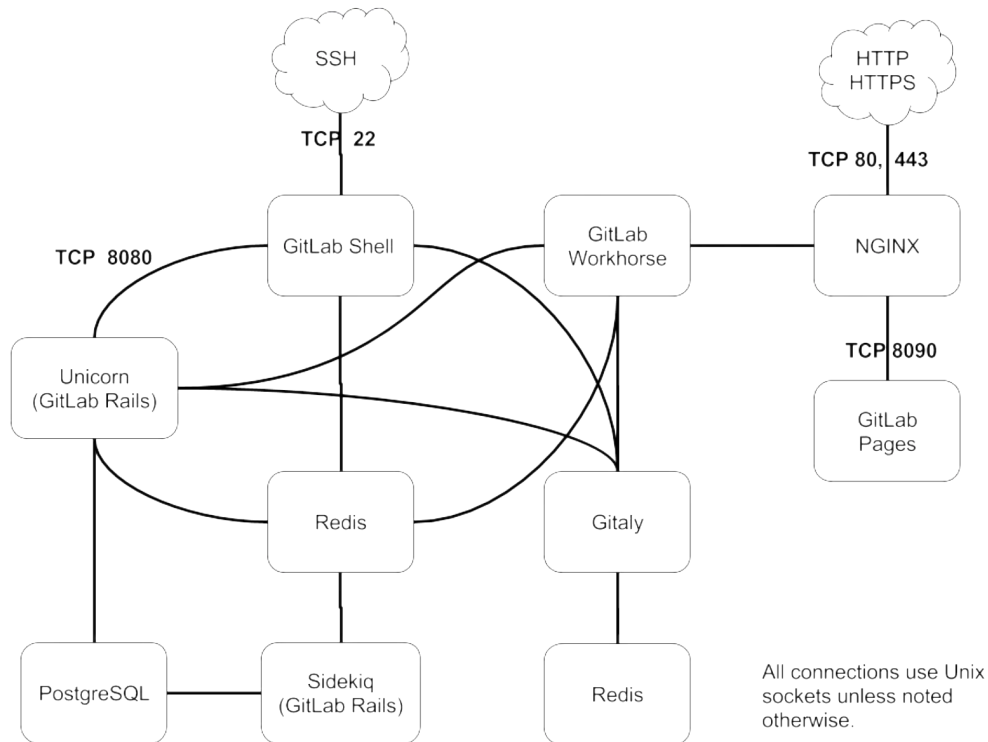 SSH
HTTP
HTTPS
TCP 22
TCP 80, 443
GitLab Shell
GitLab
Workhorse
NGINX
TCP 8080
TCP 8090
Unicorn
(GitLab Rails)
GitLab
Pages
Redis
Gitaly
PostgreSQL
Sidekiq
(GitLab Rails)
Redis
All connections use Unix
sockets unless noted
otherwise.